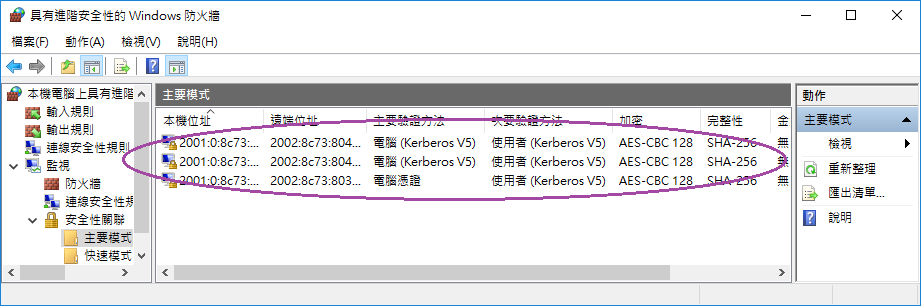 具有進階安全性的 Windows 防火牆
檔案(F) 動作(A) 檢視(V) 說明(H)
本機電腦上具有進階
輸入規則
輸出規則
連線安全性規則
監視
防火牆
連線安全性規
安全性關聯
主要模式
快速模式
主要模式
本機位址 遠端位址 主要驗證方法 次要驗證方法 加密 完整性 金
2001:0:8c73:... 2002:8c73:804... 電腦 (Kerberos V5) 使用者 (Kerberos V5) AES-CBC 128 SHA-256 無
2001:0:8c73:... 2002:8c73:804... 電腦 (Kerberos V5) 使用者 (Kerberos V5) AES-CBC 128 SHA-256 無
2001:0:8c73:... 2002:8c73:803... 電腦憑證 使用者 (Kerberos V5) AES-CBC 128 SHA-256 無
動作
主要模式
檢視
重新整理
匯出清單...
說明